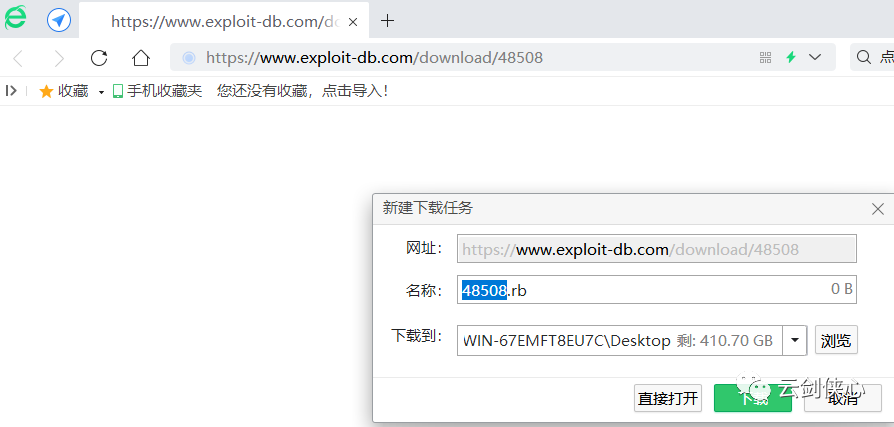 https://www.exploit-db.com/d
https://www.exploit-db.com/download/48508
点
收藏 手机收藏夹 您还没有收藏，点击导入！
新建下载任务
网址： https://www.exploit-db.com/download/48508
名称： 48508.rb 0 B
下载到： WIN-67EMFT8EU7C\Desktop 剩: 410.70 GB 浏览
直接打开 下载 取消
云剑侠心